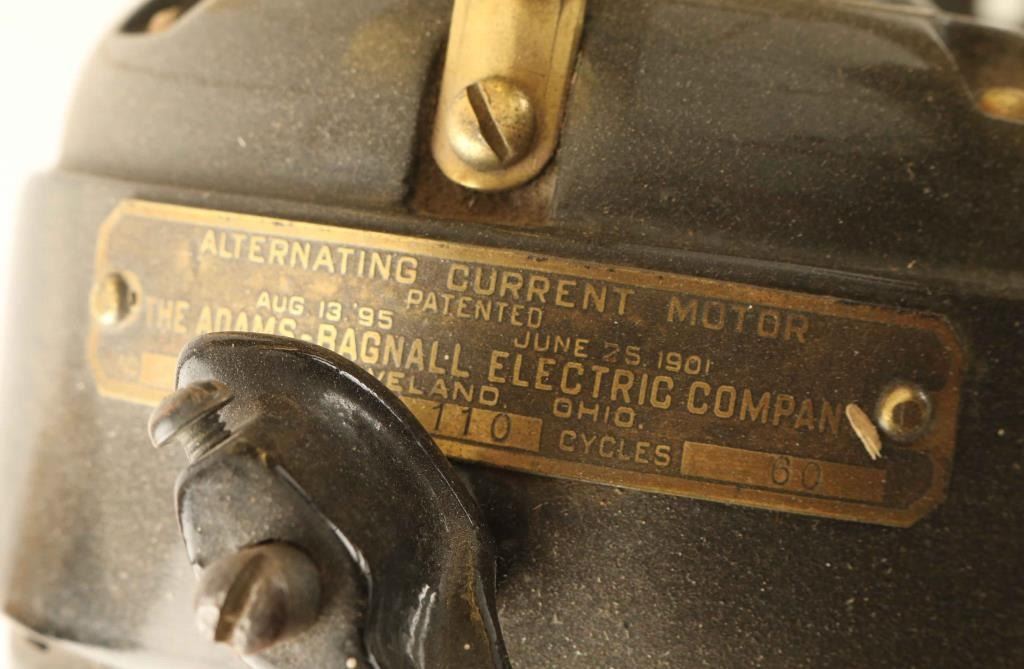 ALTERNATING CURRENT MOTOR
PATENTED
AUG 13, '95 JUNE 25, 1901
THE ADAMS-BAGNALL ELECTRIC COMPAN
VELAND, OHIO.
110 CYCLES 60